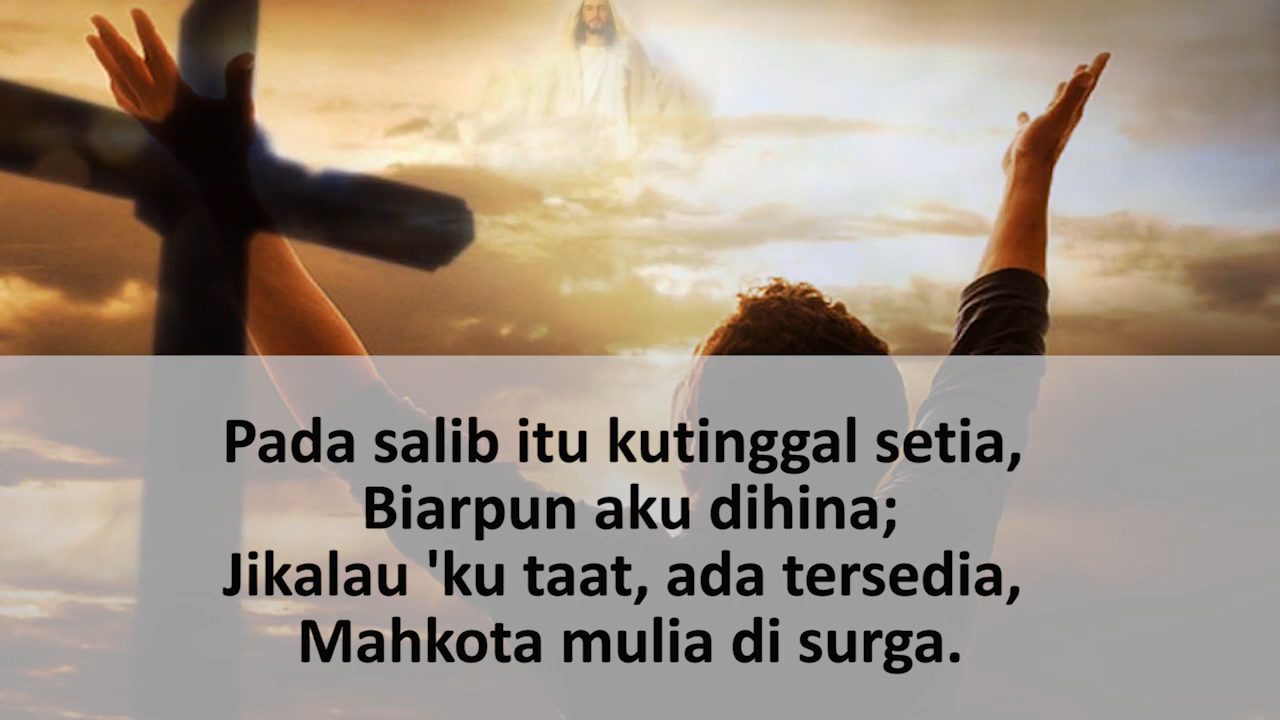 Pada salib itu kutinggal setia,
Biarpun aku dihina;
Jikalau 'ku taat, ada tersedia,
Mahkota mulia di surga.